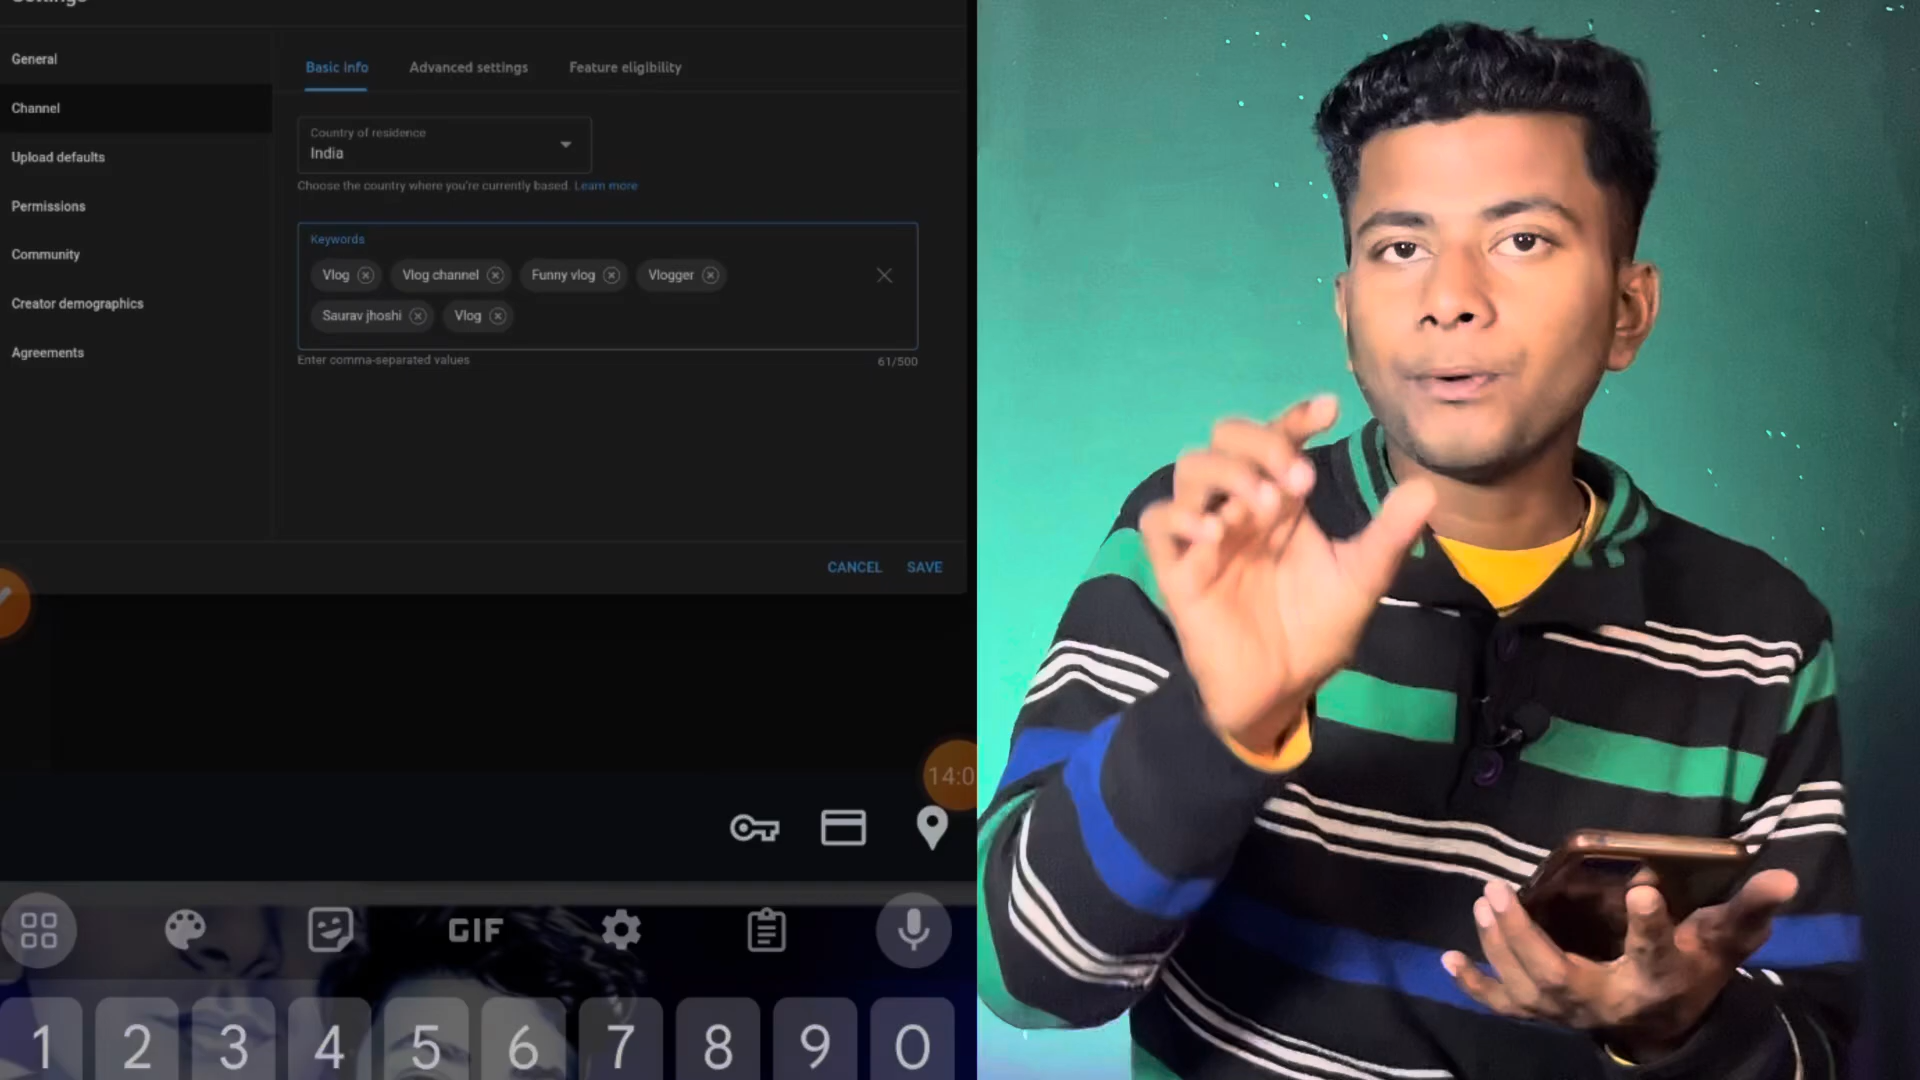 Settings
General
Channel
Upload defaults
Permissions
Community
Creator demographics
Agreements
Basic info Advanced settings Feature eligibility
Country of residence
India
Choose the country where you're currently based. Learn more
Keywords
Vlog Vlog channel Funny vlog Vlogger
Saurav jhoshi Vlog
Enter comma-separated values 61/500
CANCEL SAVE
14:0
GIF
1 2 3 4 5 6 7 8 9 0